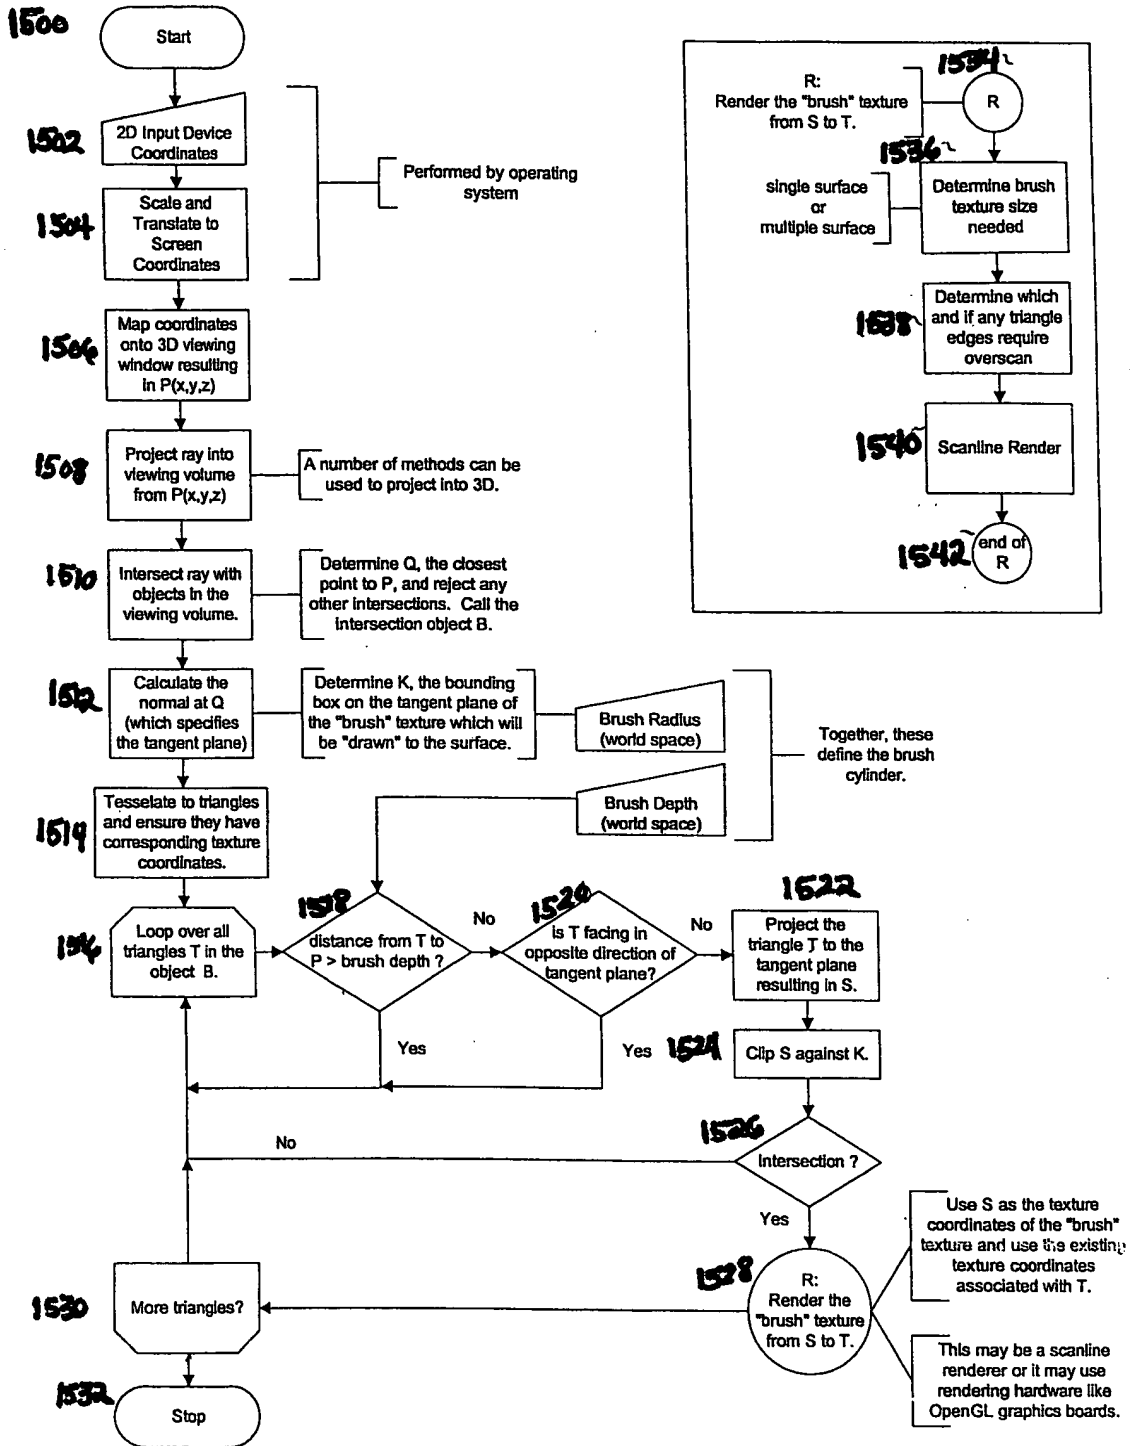 1500
Start
1502
2D Input Device
Coordinates
1504
Scale and
Translate to
Screen
Coordinates
Performed by operating
system
1506
Map coordinates
onto 3D viewing
window resulting
in P(x,y,z)
1508
Project ray into
viewing volume
from P(x,y,z)
A number of methods can be
used to project into 3D.
1510
Intersect ray with
objects in the
viewing volume.
Determine Q, the closest
point to P, and reject any
other intersections. Call the
intersection object B.
1512
Calculate the
normal at Q
(which specifies
the tangent plane)
Determine K, the bounding
box on the tangent plane of
the "brush" texture which will
be "drawn" to the surface.
Brush Radius
(world space)
Brush Depth
(world space)
Together, these
define the brush
cylinder.
1514
Tesselate to triangles
and ensure they have
corresponding texture
coordinates.
1516
Loop over all
triangles T in the
object B.
1518
distance from T to
P > brush depth ?
No
Yes
1520
is T facing in
opposite direction of
tangent plane?
No
Yes
1522
Project the
triangle T to the
tangent plane
resulting in S.
1524
Clip S against K.
1526
Intersection ?
No
Yes
1528
R:
Render the
"brush" texture
from S to T.
Use S as the texture
coordinates of the "brush"
texture and use the existing
texture coordinates
associated with T.
This may be a scanline
renderer or it may use
rendering hardware like
OpenGL graphics boards.
1530
More triangles?
1532
Stop
1534
R
R:
Render the "brush" texture
from S to T.
1536
Determine brush
texture size
needed
single surface
or
multiple surface
1538
Determine which
and if any triangle
edges require
overscan
1540
Scanline Render
1542
end of
R